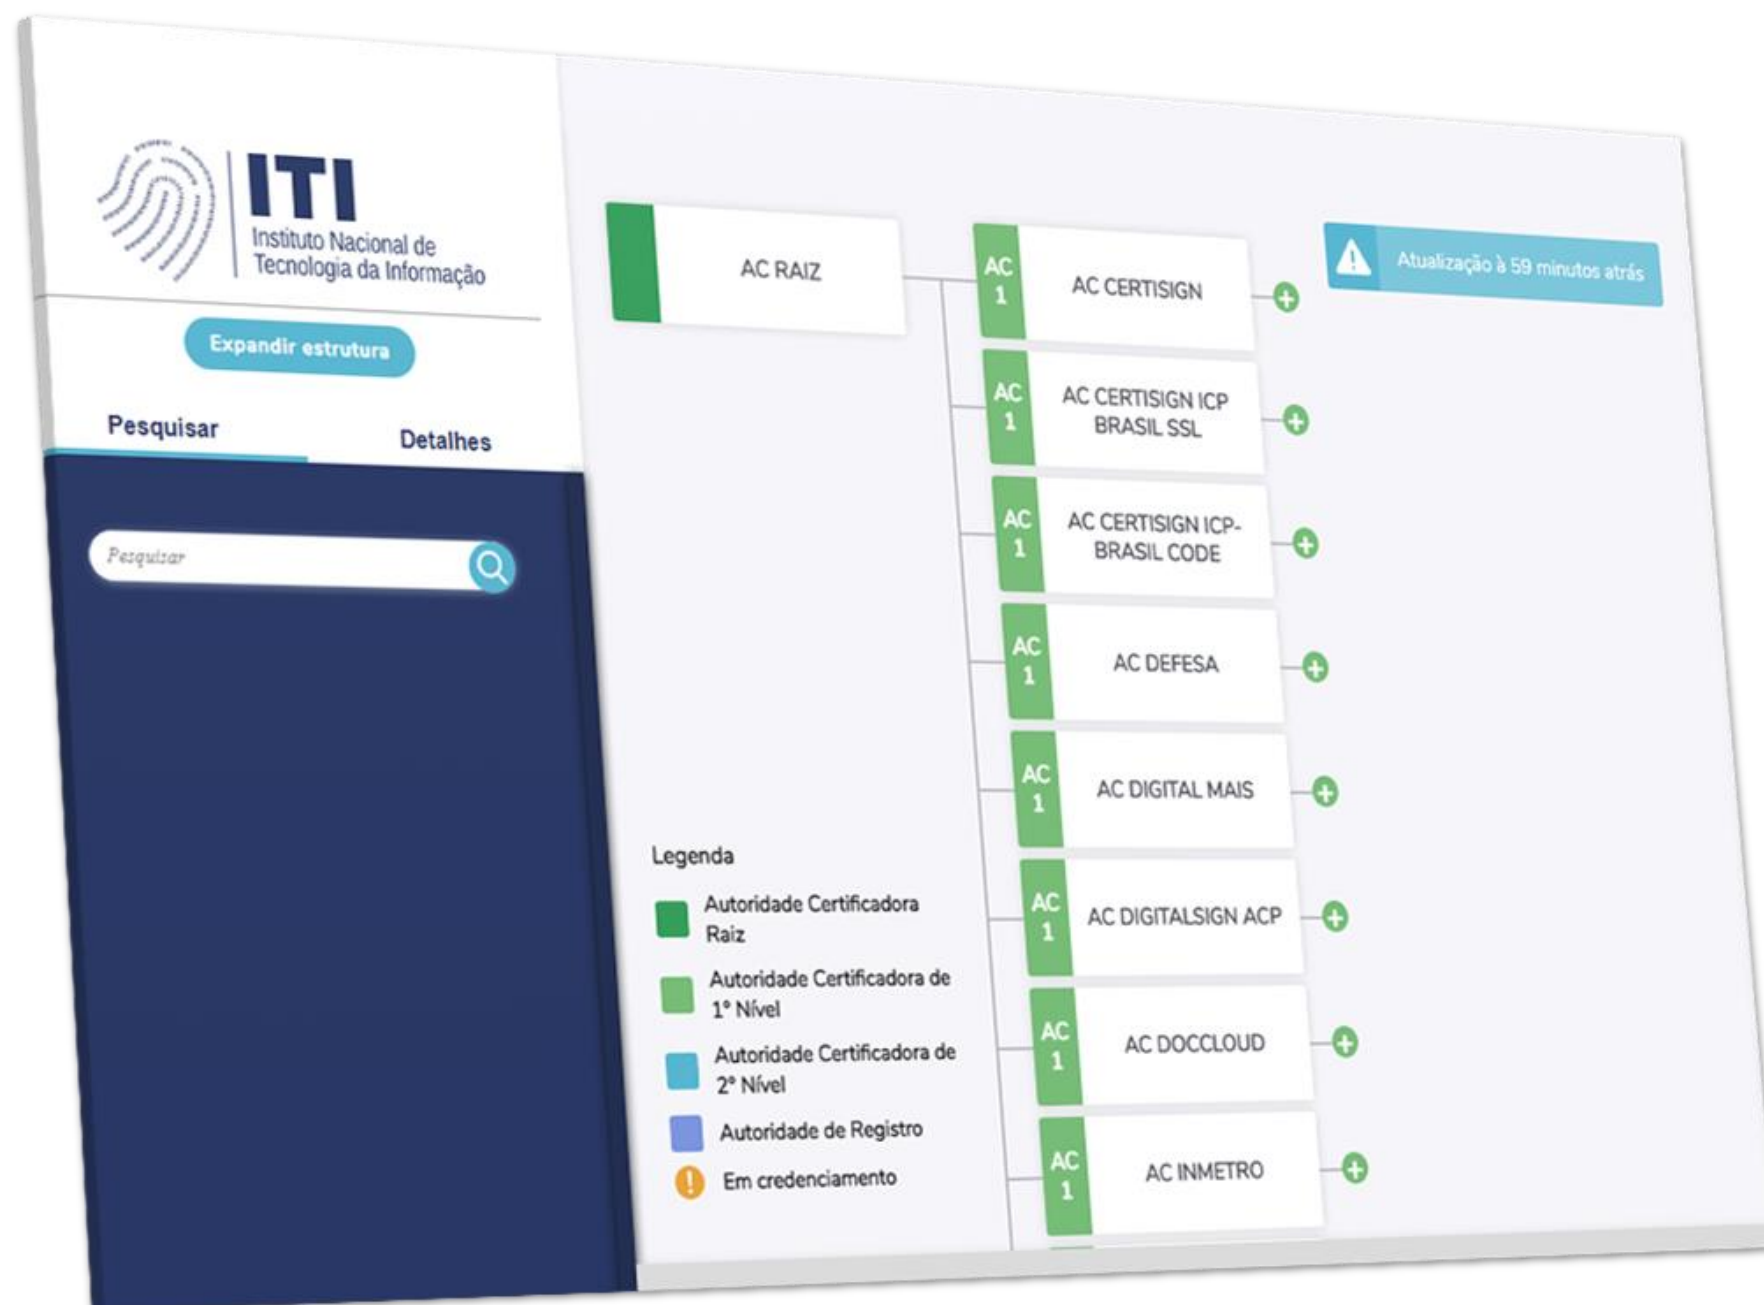 ITI
Instituto Nacional de
Tecnologia da Informação
Expandir estrutura
Pesquisar
Detalhes
Pesquisar
AC RAIZ
AC
1
AC CERTISIGN
Atualização à 59 minutos atrás
AC
1
AC CERTISIGN ICP
BRASIL SSL
AC
1
AC CERTISIGN ICP-
BRASIL CODE
AC
1
AC DEFESA
AC
1
AC DIGITAL MAIS
AC
1
AC DIGITALSIGN ACP
AC
1
AC DOCCLOUD
AC
1
AC INMETRO
Legenda
Autoridade Certificadora
Raiz
Autoridade Certificadora de
1º Nível
Autoridade Certificadora de
2º Nível
Autoridade de Registro
Em credenciamento